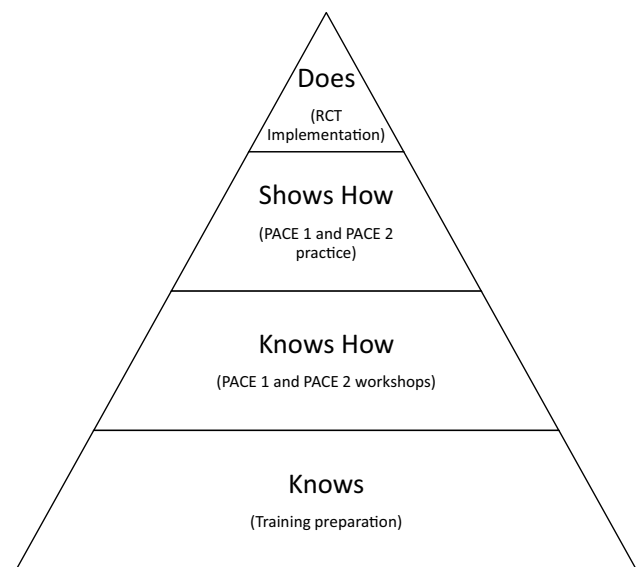 Does
(RCT
Implementation)
Shows How
(PACE 1 and PACE 2
practice)
Knows How
(PACE 1 and PACE 2 workshops)
Knows
(Training preparation)